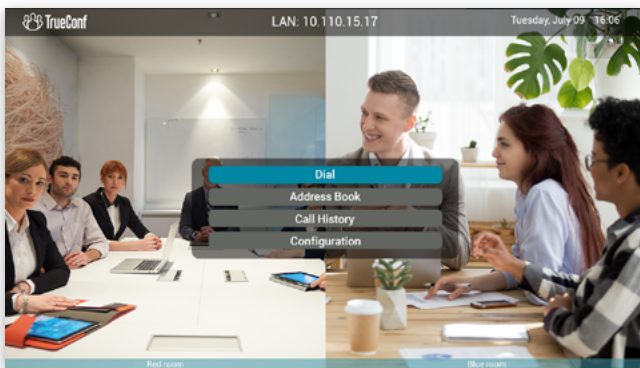 TrueConf
LAN: 10.110.15.17
Tuesday, July 09 16:06
Dial
Address Book
Call History
Configuration
Red room
Blue room